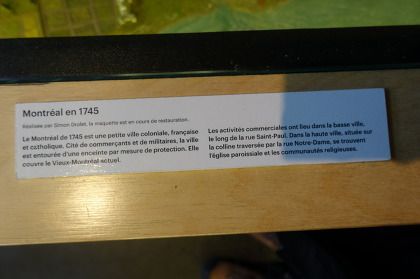 Montréal en 1745
Réalisée par Simon Drolet, la maquette est en cours de restauration.
Le Montréal de 1745 est une petite ville coloniale, française
et catholique. Cité de commerçants et de militaires, la ville
est entourée d'une enceinte par mesure de protection. Elle
couvre le Vieux-Montréal actuel.
Les activités commerciales ont lieu dans la basse ville,
le long de la rue Saint-Paul. Dans la haute ville, située sur
la colline traversée par la rue Notre-Dame, se trouvent
l'église paroissiale et les communautés religieuses.